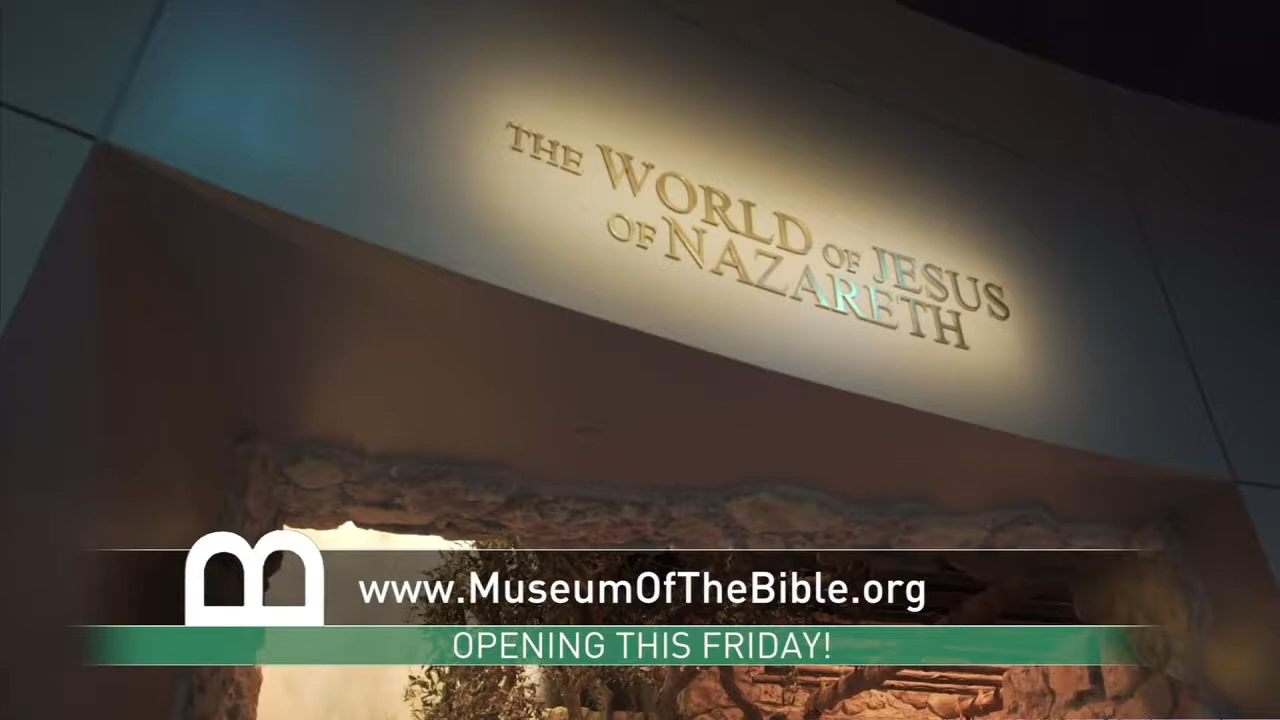 THE WORLD OF JESUS
OF NAZARETH
www.MuseumOfTheBible.org
OPENING THIS FRIDAY!